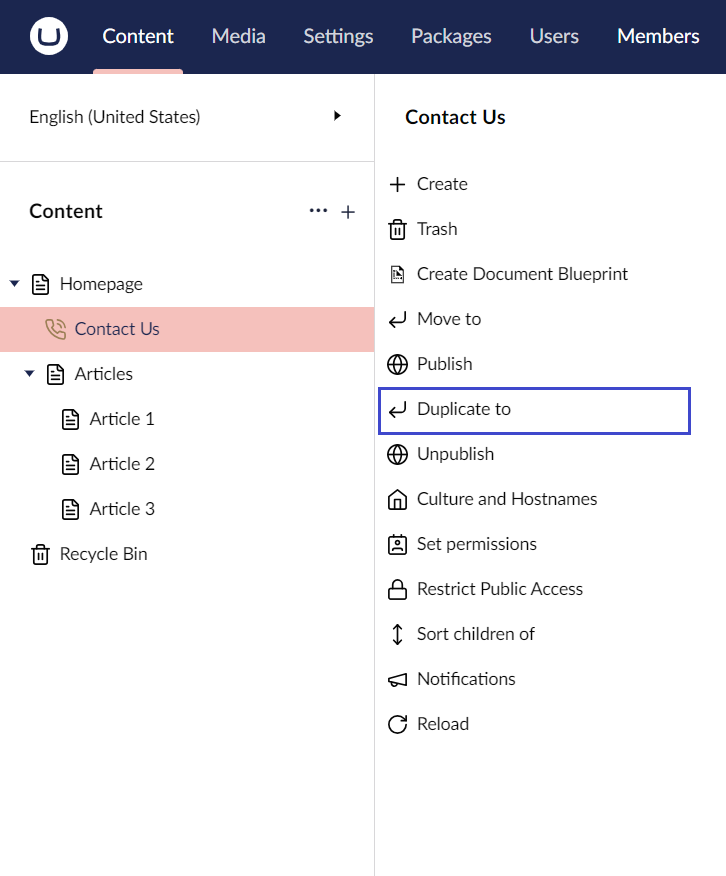 Content Media Settings Packages Users Members
English (United States)
Content
Homepage
Contact Us
Articles
Article 1
Article 2
Article 3
Recycle Bin
Contact Us
Create
Trash
Create Document Blueprint
Move to
Publish
Duplicate to
Unpublish
Culture and Hostnames
Set permissions
Restrict Public Access
Sort children of
Notifications
Reload